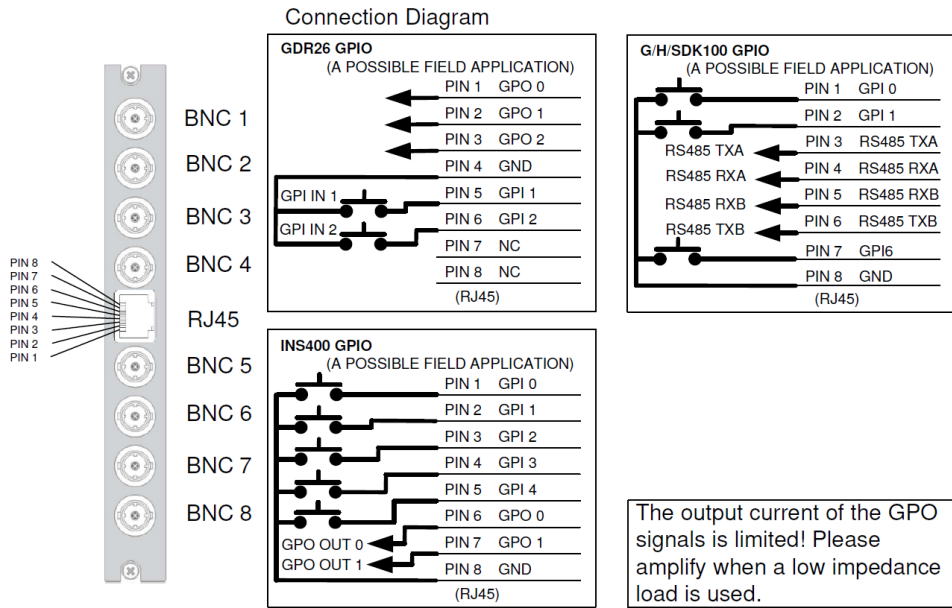 Connection Diagram
BNC 1
BNC 2
BNC 3
BNC 4
RJ45
BNC 5
BNC 6
BNC 7
BNC 8
PIN 8
PIN 7
PIN 6
PIN 5
PIN 4
PIN 3
PIN 2
PIN 1
GDR26 GPIO
(A POSSIBLE FIELD APPLICATION)
PIN 1 GPO 0
PIN 2 GPO 1
PIN 3 GPO 2
PIN 4 GND
GPI IN 1 PIN 5 GPI 1
GPI IN 2 PIN 6 GPI 2
PIN 7 NC
PIN 8 NC
(RJ45)
G/H/SDK100 GPIO
(A POSSIBLE FIELD APPLICATION)
PIN 1 GPI 0
PIN 2 GPI 1
RS485 TXA PIN 3 RS485 TXA
RS485 RXA PIN 4 RS485 RXA
RS485 RXB PIN 5 RS485 RXB
RS485 TXB PIN 6 RS485 TXB
PIN 7 GPI6
PIN 8 GND
(RJ45)
INS400 GPIO
(A POSSIBLE FIELD APPLICATION)
PIN 1 GPI 0
PIN 2 GPI 1
PIN 3 GPI 2
PIN 4 GPI 3
PIN 5 GPI 4
PIN 6 GPO 0
GPO OUT 0 PIN 7 GPO 1
GPO OUT 1 PIN 8 GND
(RJ45)
The output current of the GPO
signals is limited! Please
amplify when a low impedance
load is used.